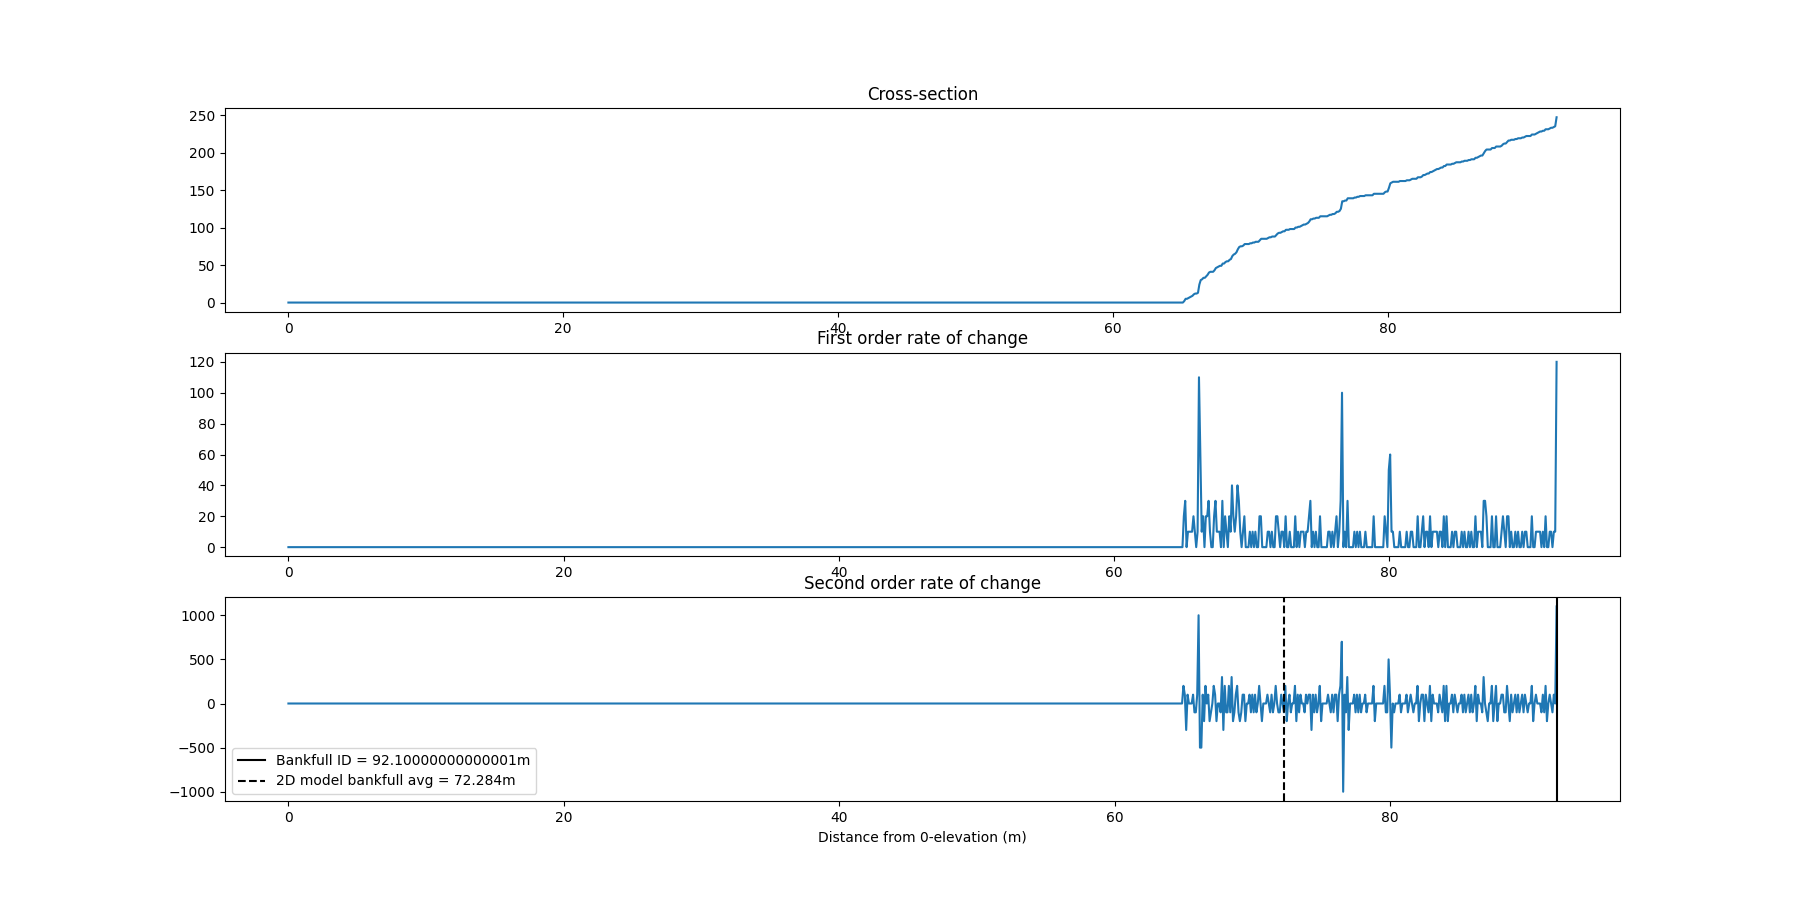 Cross-section
250
200
150
100
50
0
0 20 40 60 80
First order rate of change
120
100
80
60
40
20
0
0 20 40 60 80
Second order rate of change
1000
500
0
−500
−1000
Bankfull ID = 92.10000000000001m
2D model bankfull avg = 72.284m
0 20 40 60 80
Distance from 0-elevation (m)